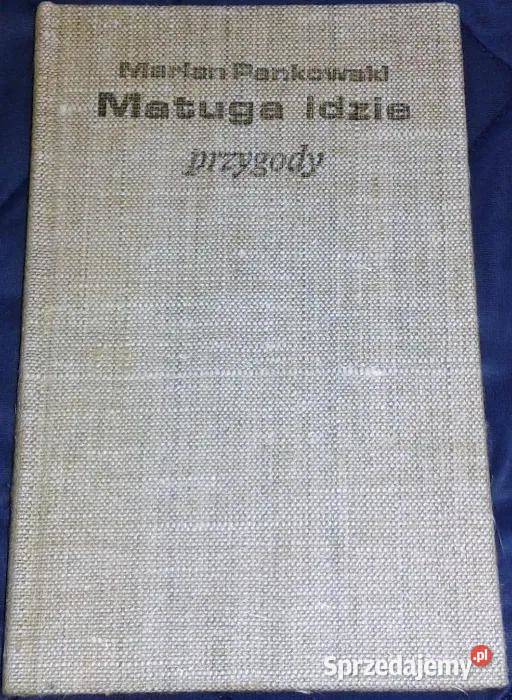 Marian Pankowski
Matuga idzie
przygody
Sprzedajemy.pl